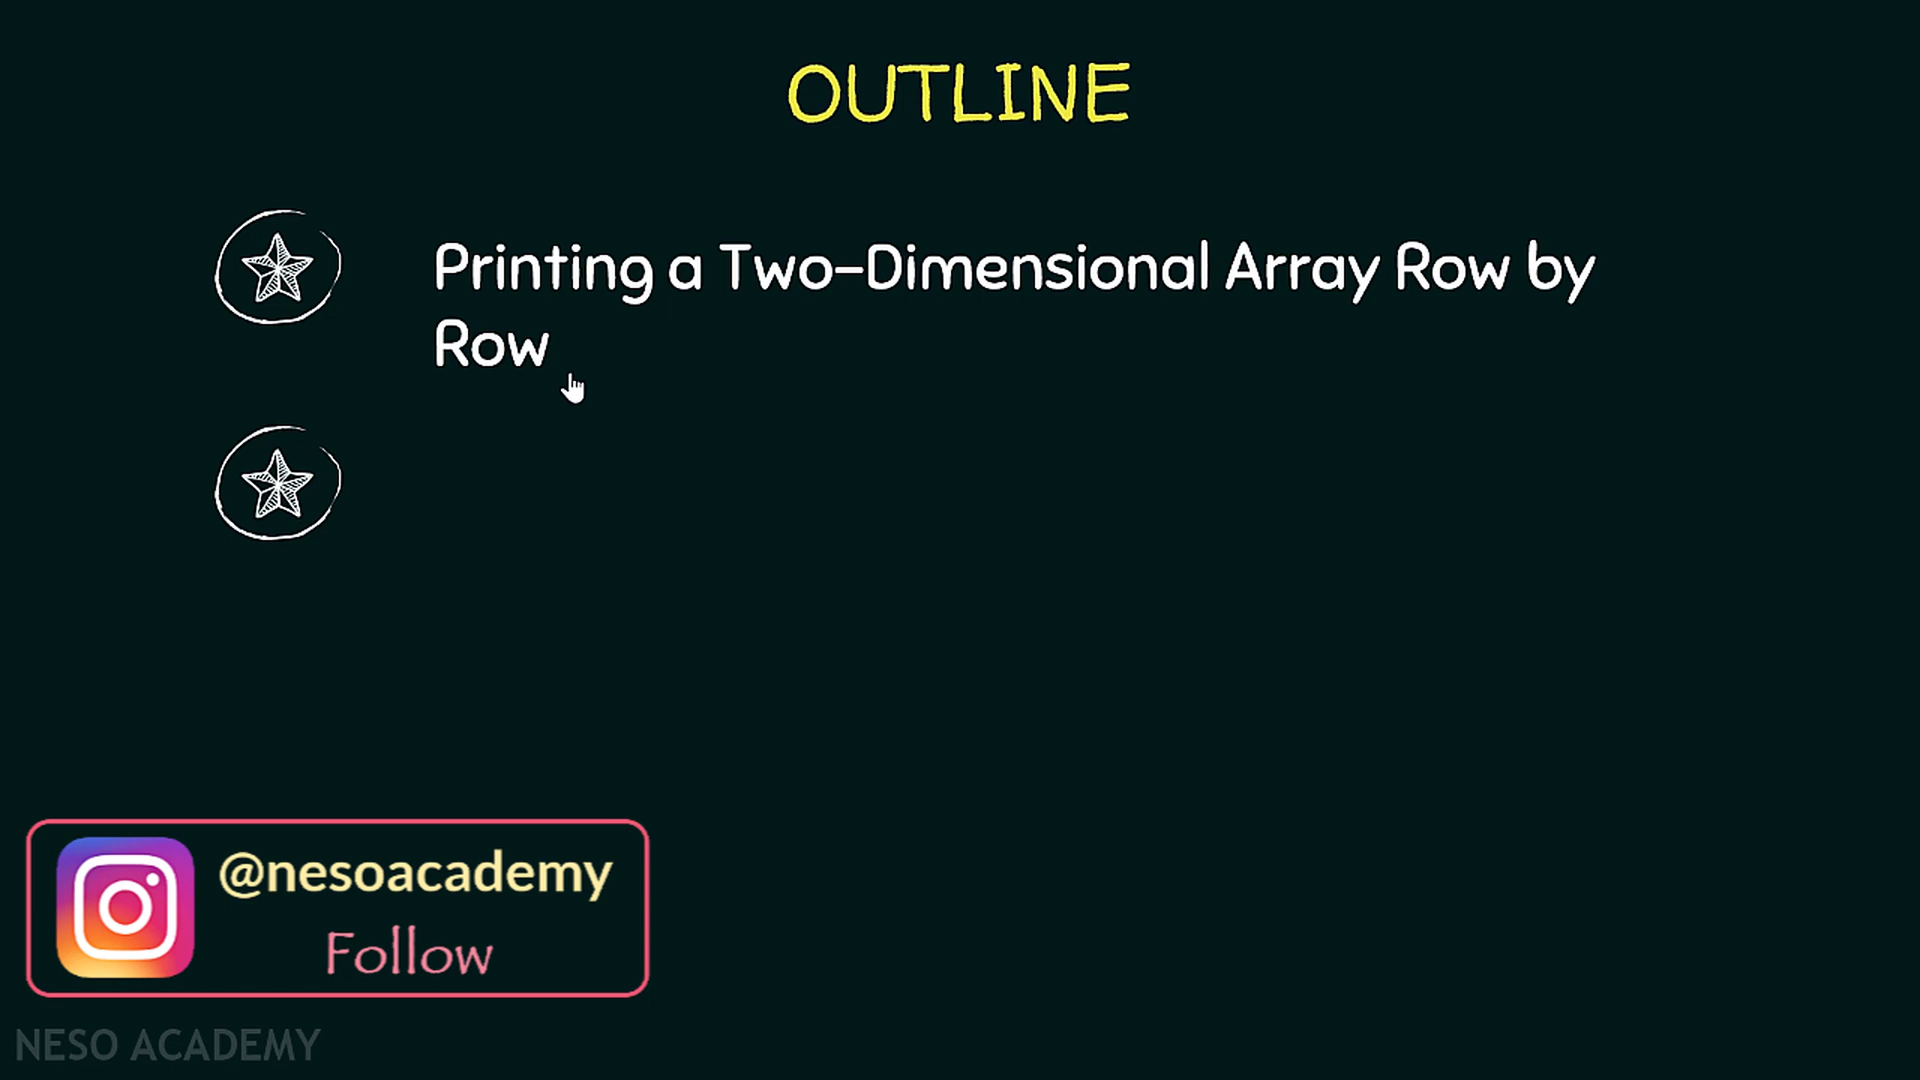 OUTLINE
Printing a Two-Dimensional Array Row by
Row
@nesoacademy
Follow
NESO ACADEMY